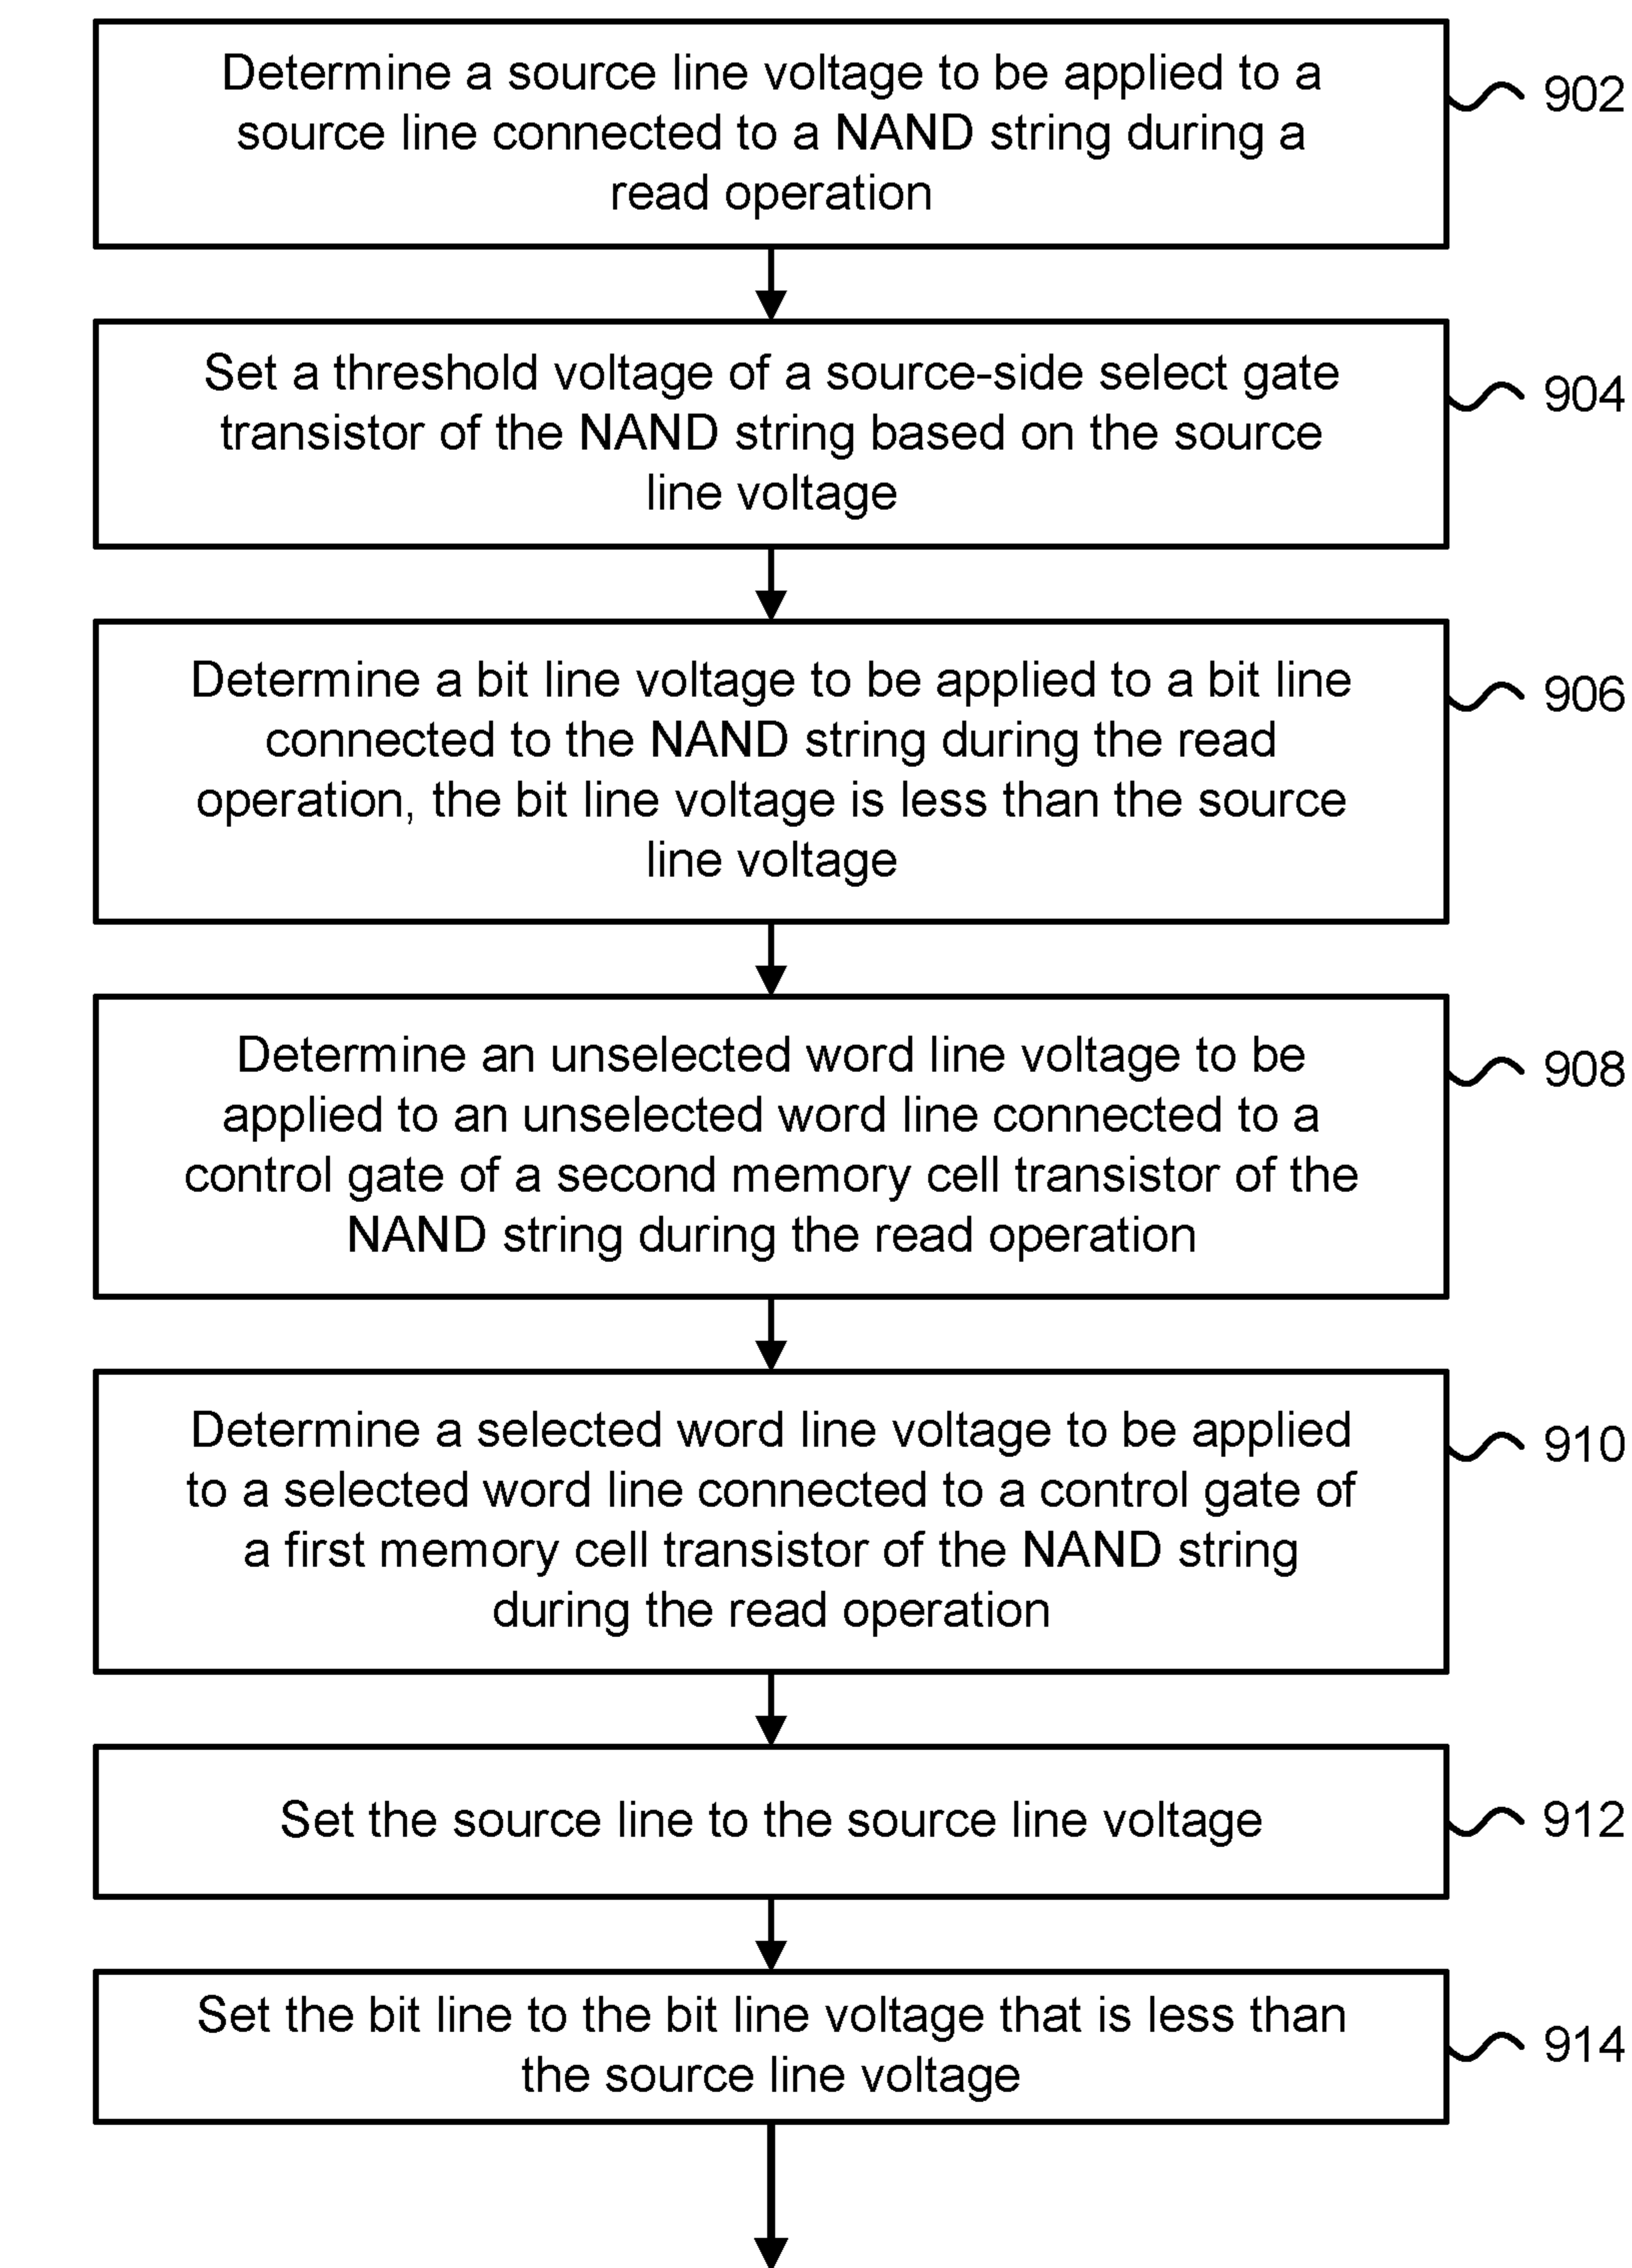 Determine a source line voltage to be applied to a
source line connected to a NAND string during a
read operation
902
Set a threshold voltage of a source-side select gate
transistor of the NAND string based on the source
line voltage
904
Determine a bit line voltage to be applied to a bit line
connected to the NAND string during the read
operation, the bit line voltage is less than the source
line voltage
906
Determine an unselected word line voltage to be
applied to an unselected word line connected to a
control gate of a second memory cell transistor of the
NAND string during the read operation
908
Determine a selected word line voltage to be applied
to a selected word line connected to a control gate of
a first memory cell transistor of the NAND string
during the read operation
910
Set the source line to the source line voltage
912
Set the bit line to the bit line voltage that is less than
the source line voltage
914